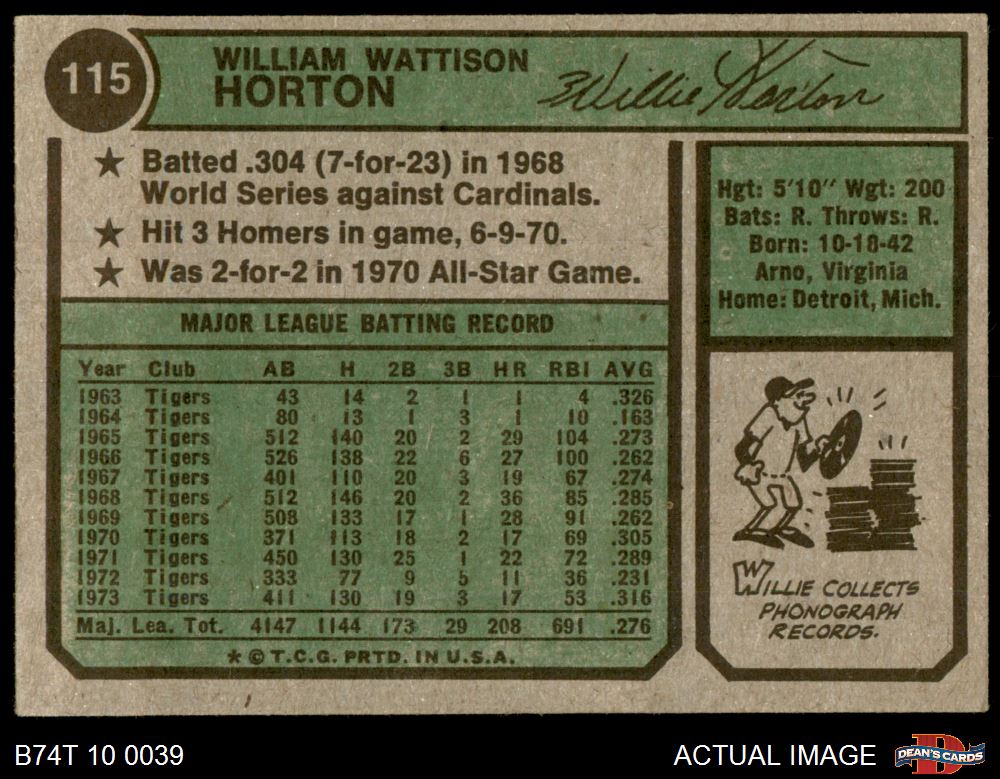 115
WILLIAM WATTISON
HORTON
Willie Horton
★ Batted .304 (7-for-23) in 1968
World Series against Cardinals.
★ Hit 3 Homers in game, 6-9-70.
★ Was 2-for-2 in 1970 All-Star Game.
Hgt: 5'10" Wgt: 200
Bats: R. Throws: R.
Born: 10-18-42
Arno, Virginia
Home: Detroit, Mich.
MAJOR LEAGUE BATTING RECORD
Year Club AB H 2B 3B HR RBI AVG
1963 Tigers 43 14 2 1 1 4 .326
1964 Tigers 80 13 1 3 1 10 .163
1965 Tigers 512 140 20 2 29 104 .273
1966 Tigers 526 138 22 6 27 100 .262
1967 Tigers 401 110 20 3 19 67 .274
1968 Tigers 512 146 20 2 36 85 .285
1969 Tigers 508 133 17 1 28 91 .262
1970 Tigers 371 113 18 2 17 69 .305
1971 Tigers 450 130 25 1 22 72 .289
1972 Tigers 333 77 9 5 11 36 .231
1973 Tigers 411 130 19 3 17 53 .316
Maj. Lea. Tot. 4147 1144 173 29 208 691 .276
* © T.C.G. PRTD. IN U.S.A.
WILLIE COLLECTS
PHONOGRAPH
RECORDS.
B74T 10 0039
ACTUAL IMAGE
DEAN'S CARDS